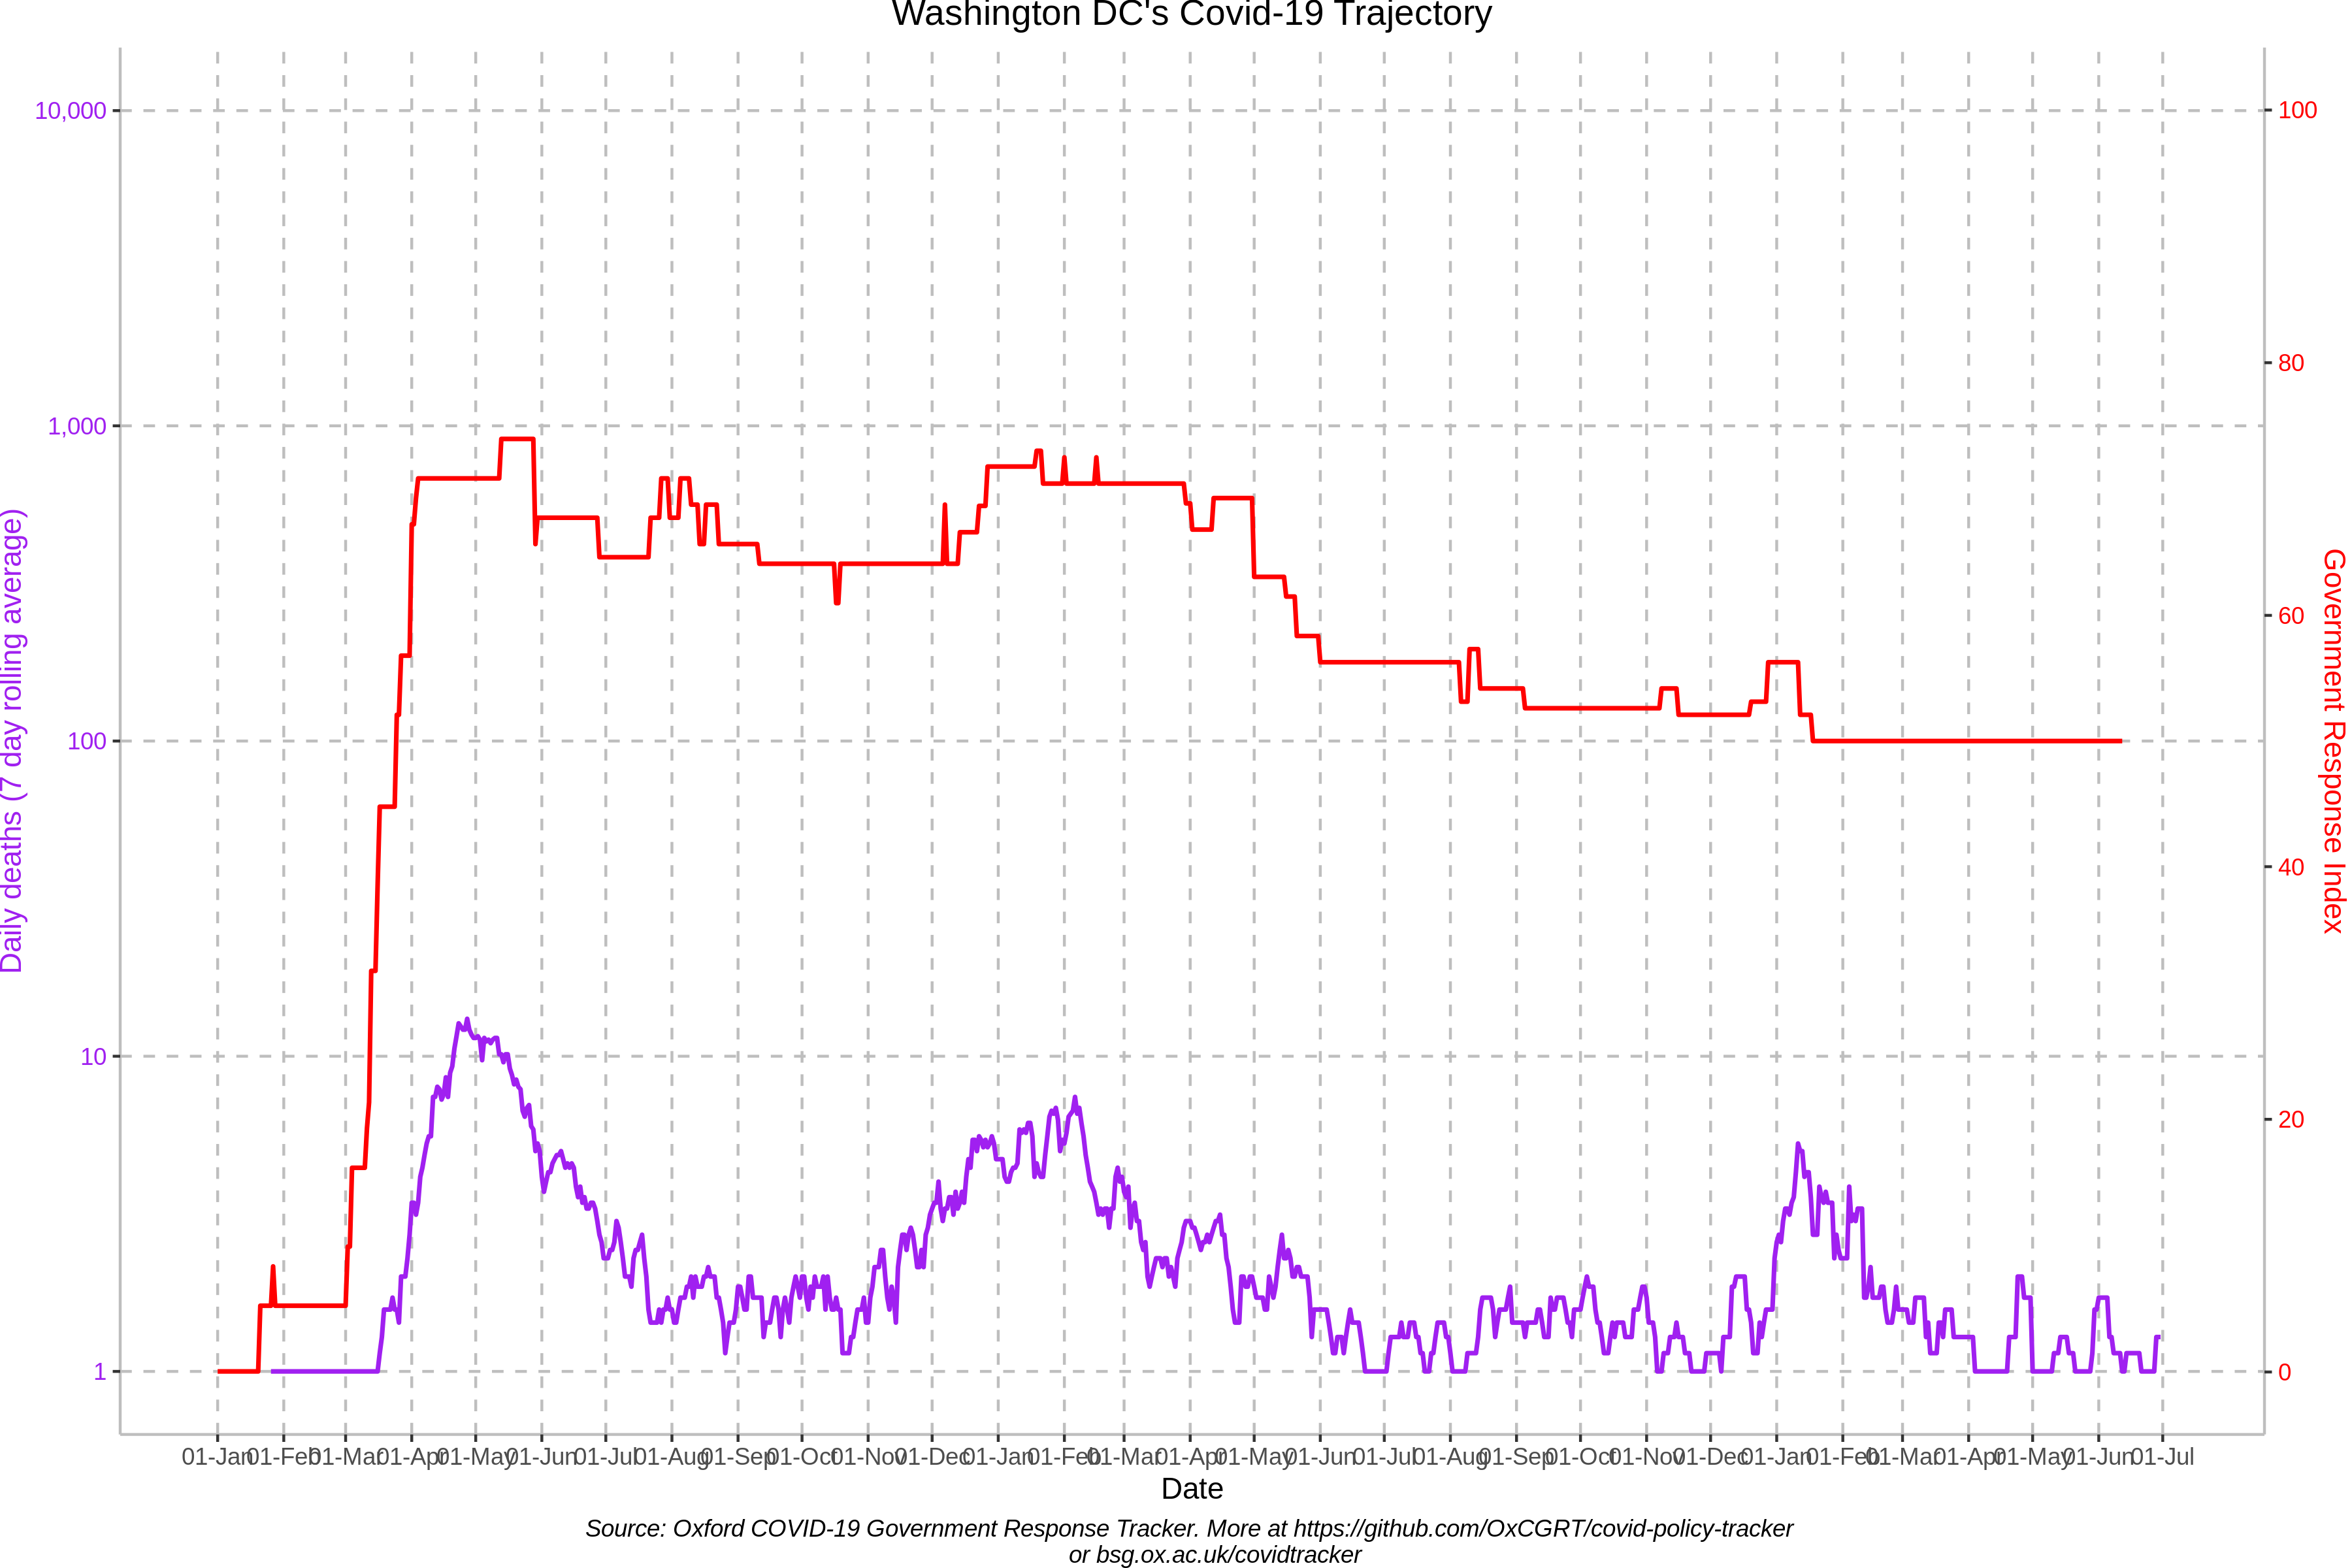 Washington DC's Covid-19 Trajectory
10,000
1,000
100
10
1
Daily deaths (7 day rolling average)
100
80
60
40
20
0
Government Response Index
01-Jan 01-Feb 01-Mar 01-Apr 01-May 01-Jun 01-Jul 01-Aug 01-Sep 01-Oct 01-Nov 01-Dec 01-Jan 01-Feb 01-Mar 01-Apr 01-May 01-Jun 01-Jul 01-Aug 01-Sep 01-Oct 01-Nov 01-Dec 01-Jan 01-Feb 01-Mar 01-Apr 01-May 01-Jun 01-Jul
Date
Source: Oxford COVID-19 Government Response Tracker. More at https://github.com/OxCGRT/covid-policy-tracker
or bsg.ox.ac.uk/covidtracker